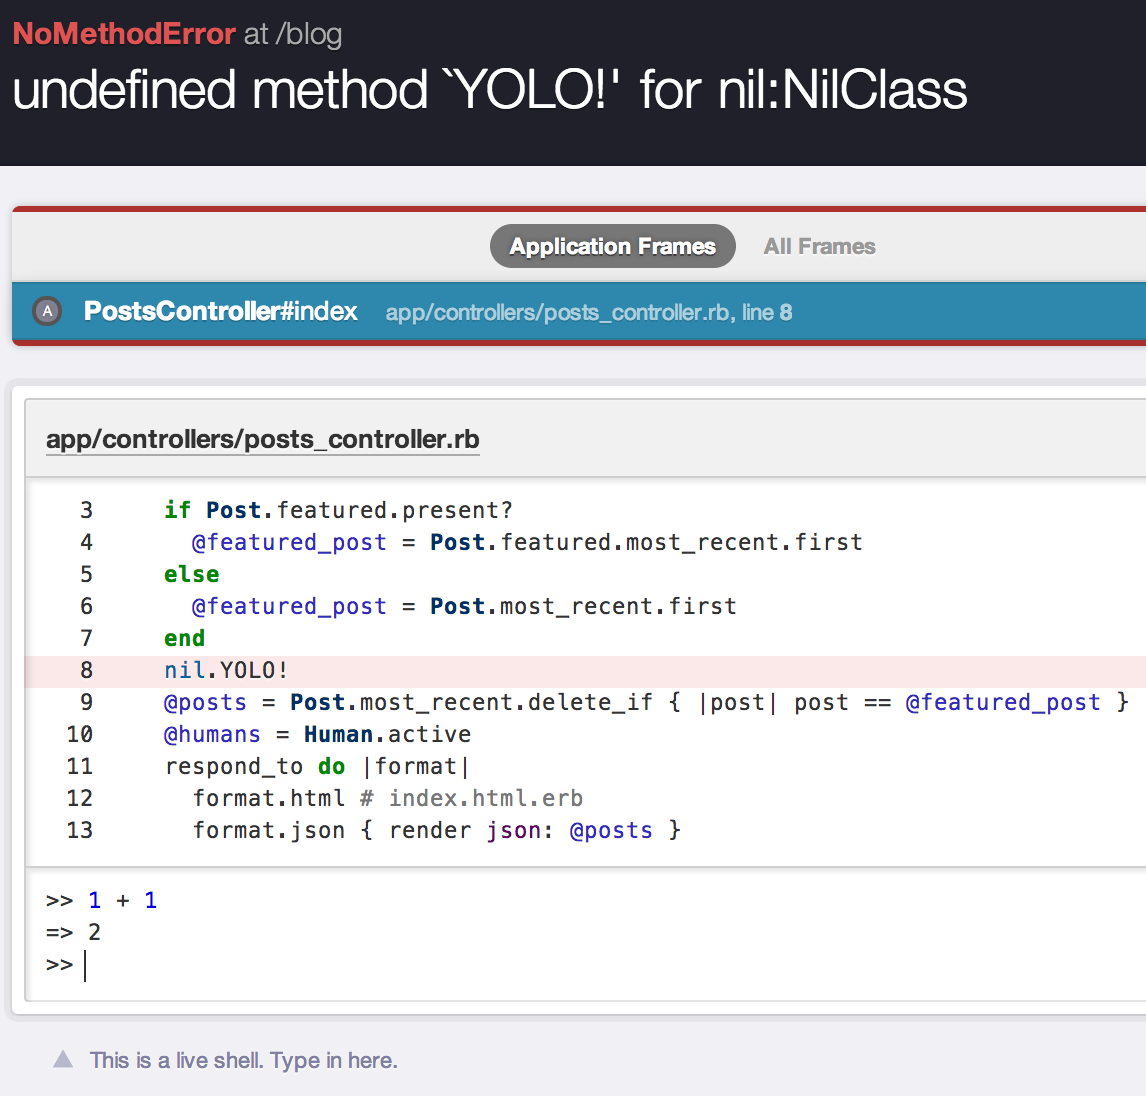 NoMethodError at /blog
undefined method `YOLO!' for nil:NilClass
Application Frames All Frames
A PostsController#index app/controllers/posts_controller.rb, line 8
app/controllers/posts_controller.rb
3 if Post.featured.present?
4 @featured_post = Post.featured.most_recent.first
5 else
6 @featured_post = Post.most_recent.first
7 end
8 nil.YOLO!
9 @posts = Post.most_recent.delete_if { |post| post == @featured_post }
10 @humans = Human.active
11 respond_to do |format|
12 format.html # index.html.erb
13 format.json { render json: @posts }
>> 1 + 1
=> 2
>>
This is a live shell. Type in here.